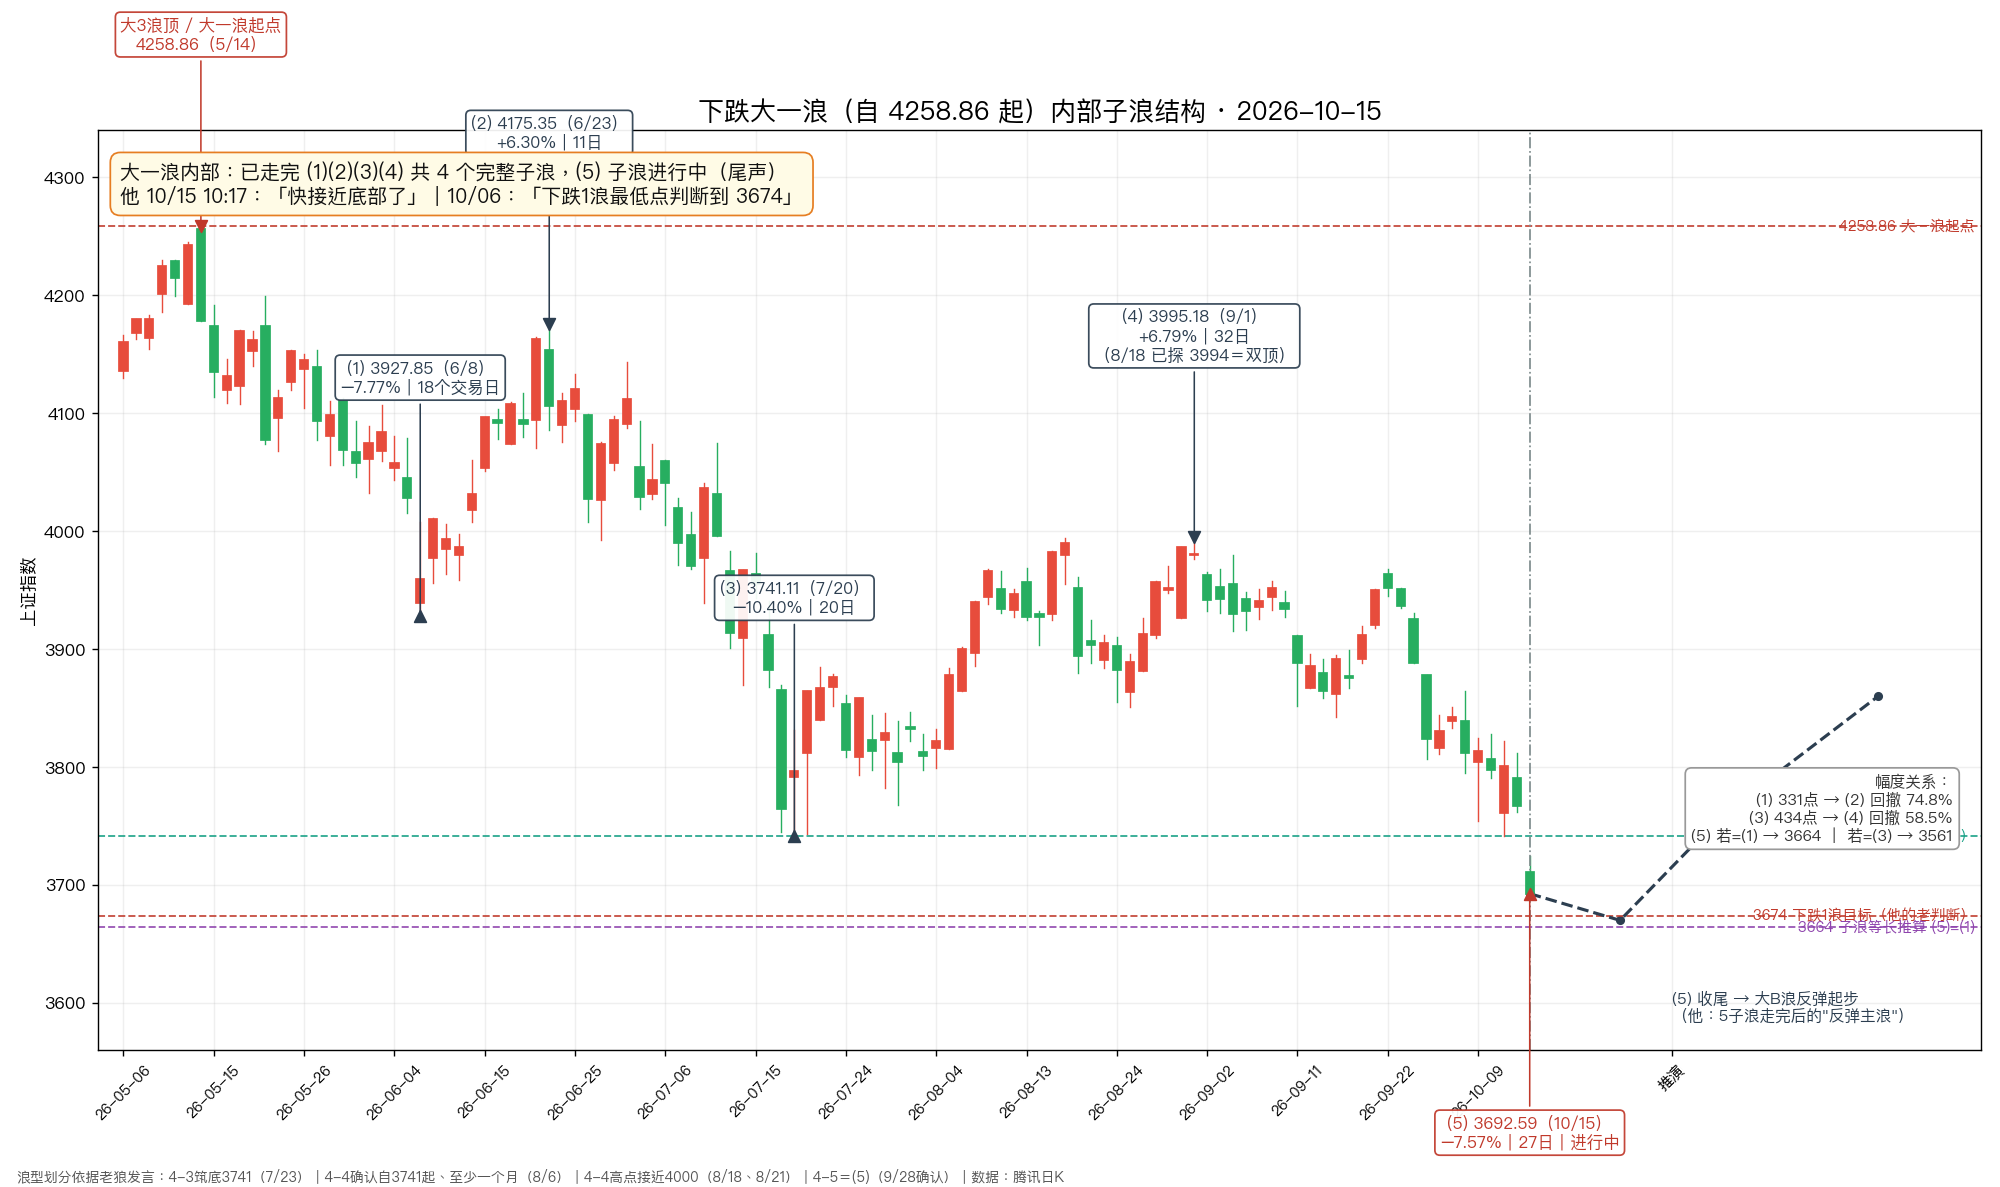 大3浪顶 / 大一浪起点
4258.86（5/14）
下跌大一浪（自 4258.86 起）内部子浪结构 · 2026−10−15
(2) 4175.35（6/23）
+6.30%｜11日
大一浪内部：已走完 (1)(2)(3)(4) 共 4 个完整子浪，(5) 子浪进行中（尾声）
他 10/15 10:17：「快接近底部了」｜10/06：「下跌1浪最低点判断到 3674」
4258.86 大一浪起点
(4) 3995.18（9/1）
+6.79%｜32日
（8/18 已探 3994＝双顶）
(1) 3927.85（6/8）
−7.77%｜18个交易日
(3) 3741.11（7/20）
−10.40%｜20日
幅度关系：
(1) 331点 → (2) 回撤 74.8%
(3) 434点 → (4) 回撤 58.5%
(5) 若=(1) → 3664 ｜ 若=(3) → 3561
3674 下跌1浪目标（他的老判断）
3664 子浪等长推算 (5)=(1)
(5) 收尾 → 大B浪反弹起步
（他：5子浪走完后的"反弹主浪"）
上证指数
4300
4200
4100
4000
3900
3800
3700
3600
26−05−06
26−05−15
26−05−26
26−06−04
26−06−15
26−06−25
26−07−06
26−07−15
26−07−24
26−08−04
26−08−13
26−08−24
26−09−02
26−09−11
26−09−22
26−10−09
推演
(5) 3692.59（10/15）
−7.57%｜27日｜进行中
浪型划分依据老狼发言：4−3筑底3741（7/23）｜4−4确认自3741起、至少一个月（8/6）｜4−4高点接近4000（8/18、8/21）｜4−5＝(5)（9/28确认）｜数据：腾讯日K